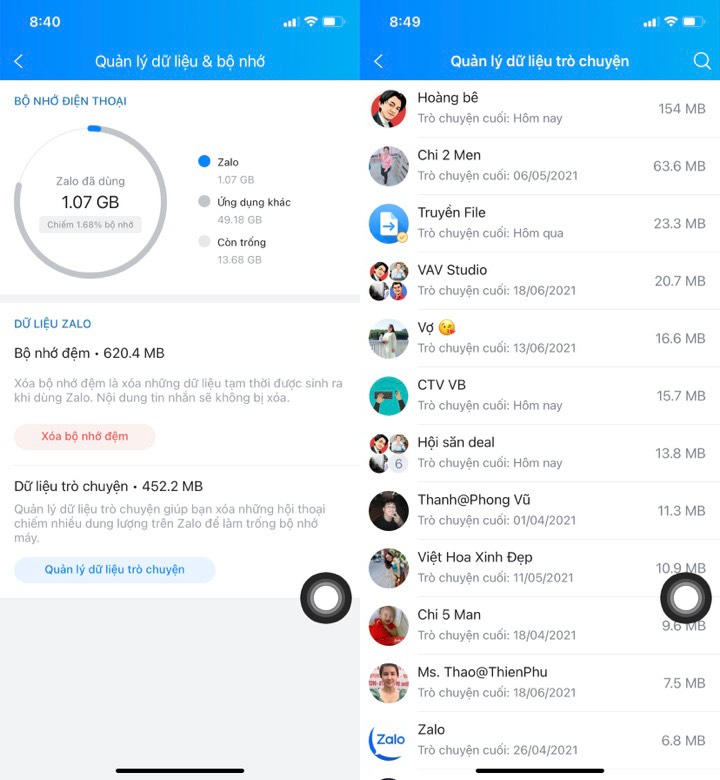 8:40
Quản lý dữ liệu & bộ nhớ
BỘ NHỚ ĐIỆN THOẠI
Zalo đã dùng
1.07 GB
Chiếm 1.68% bộ nhớ
Zalo
1.07 GB
Ứng dụng khác
49.18 GB
Còn trống
13.68 GB
DỮ LIỆU ZALO
Bộ nhớ đệm • 620.4 MB
Xóa bộ nhớ đệm là xóa những dữ liệu tạm thời được sinh ra
khi dùng Zalo. Nội dung tin nhắn sẽ không bị xóa.
Xóa bộ nhớ đệm
Dữ liệu trò chuyện • 452.2 MB
Quản lý dữ liệu trò chuyện giúp bạn xóa những hội thoại
chiếm nhiều dung lượng trên Zalo để làm trống bộ nhớ
máy.
Quản lý dữ liệu trò chuyện
8:49
Quản lý dữ liệu trò chuyện
Hoàng bê
154 MB
Trò chuyện cuối: Hôm nay
Chi 2 Men
63.6 MB
Trò chuyện cuối: 06/05/2021
Truyền File
23.3 MB
Trò chuyện cuối: Hôm qua
VAV Studio
20.7 MB
Trò chuyện cuối: 18/06/2021
Vợ 😘
16.6 MB
Trò chuyện cuối: 13/06/2021
CTV VB
15.7 MB
Trò chuyện cuối: Hôm nay
Hội săn deal
13.8 MB
6
Trò chuyện cuối: Hôm nay
Thanh@Phong Vũ
11.3 MB
Trò chuyện cuối: 01/04/2021
Việt Hoa Xinh Đẹp
10.9 MB
Trò chuyện cuối: 11/05/2021
Chi 5 Man
9.6 MB
Trò chuyện cuối: 18/04/2021
Ms. Thao@ThienPhu
7.5 MB
Trò chuyện cuối: 18/06/2021
Zalo
Zalo
6.8 MB
Trò chuyện cuối: 26/04/2021